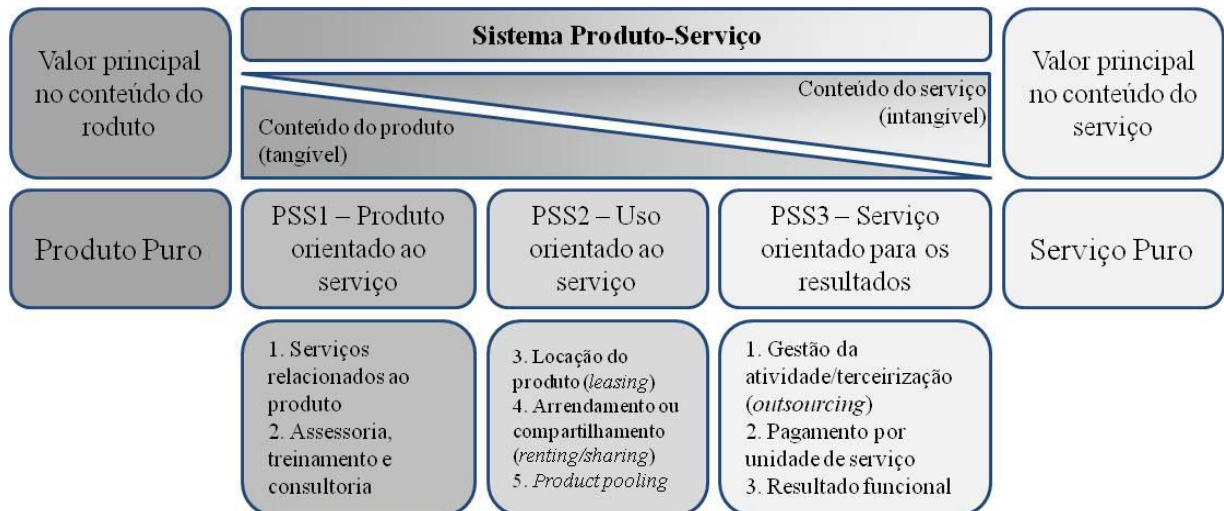 Valor principal
no conteúdo do
roduto
Sistema Produto-Serviço
Conteúdo do serviço
(intangível)
Conteúdo do produto
(tangível)
Valor principal
no conteúdo do
serviço
Produto Puro
PSS1 – Produto
orientado ao
serviço
PSS2 – Uso
orientado ao
serviço
PSS3 – Serviço
orientado para os
resultados
Serviço Puro
1. Serviços
relacionados ao
produto
2. Assessoria,
treinamento e
consultoria
3. Locação do
produto (leasing)
4. Arrendamento ou
compartilhamento
(renting/sharing)
5. Product pooling
1. Gestão da
atividade/terceirização
(outsourcing)
2. Pagamento por
unidade de serviço
3. Resultado funcional